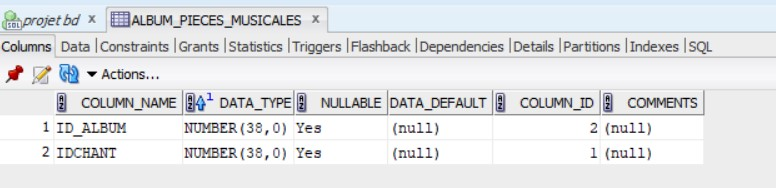 projet bd x ALBUM_PIECES_MUSICALES x
Columns Data |Constraints |Grants |Statistics |Triggers |Flashback |Dependencies |Details |Partitions |Indexes |SQL
Actions...
COLUMN_NAME 1 DATA_TYPE NULLABLE DATA_DEFAULT COLUMN_ID COMMENTS
1 ID_ALBUM NUMBER(38,0) Yes (null) 2 (null)
2 IDCHANT NUMBER(38,0) Yes (null) 1 (null)